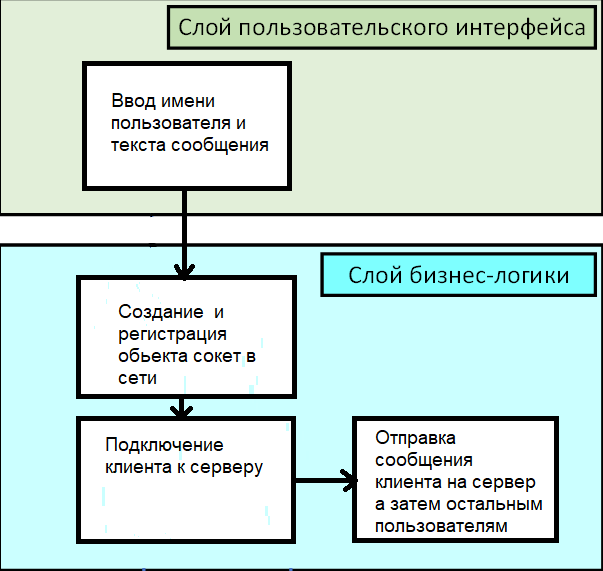 Слой пользовательского интерфейса
Ввод имени
пользователя и
текста сообщения
Слой бизнес-логики
Создание и
регистрация
обьекта сокет в
сети
Подключение
клиента к серверу
Отправка
сообщения
клиента на сервер
а затем остальным
пользователям